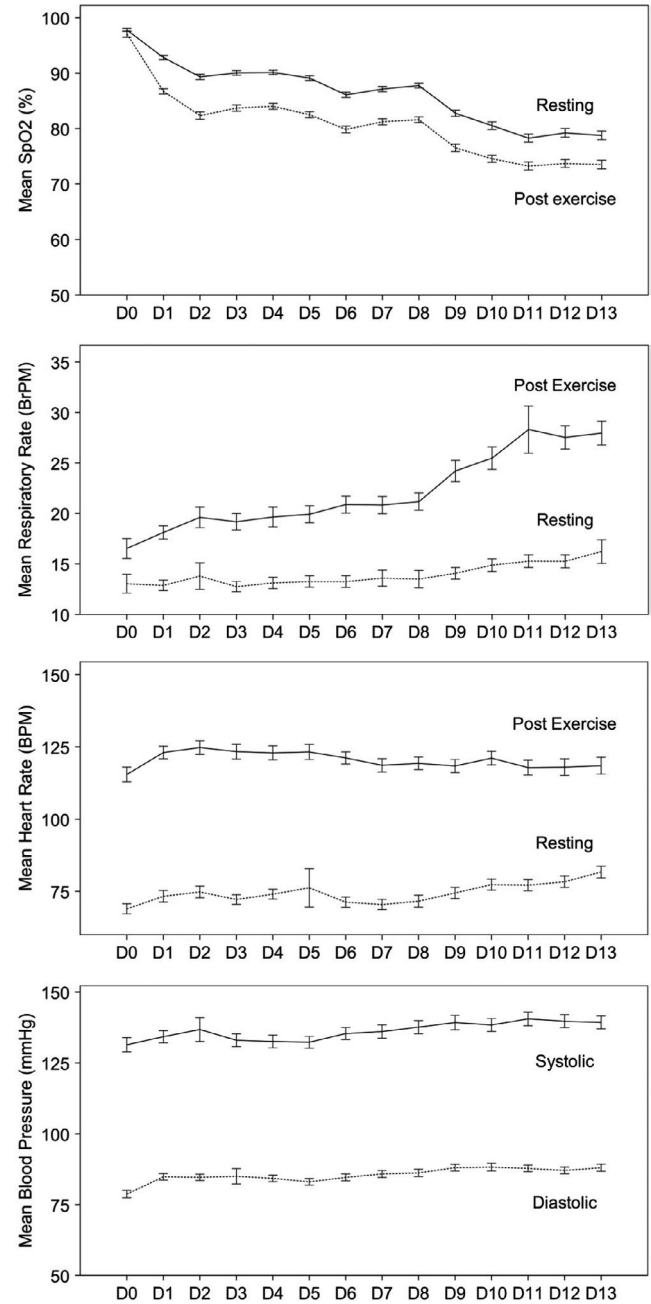 Mean SpO2 (%)
100
90
80
70
60
50
Resting
Post exercise
D0 D1 D2 D3 D4 D5 D6 D7 D8 D9 D10 D11 D12 D13
Mean Respiratory Rate (BrPM)
35
30
25
20
15
10
Post Exercise
Resting
D0 D1 D2 D3 D4 D5 D6 D7 D8 D9 D10 D11 D12 D13
Mean Heart Rate (BPM)
150
125
100
75
Post Exercise
Resting
D0 D1 D2 D3 D4 D5 D6 D7 D8 D9 D10 D11 D12 D13
Mean Blood Pressure (mmHg)
150
125
100
75
50
Systolic
Diastolic
D0 D1 D2 D3 D4 D5 D6 D7 D8 D9 D10 D11 D12 D13